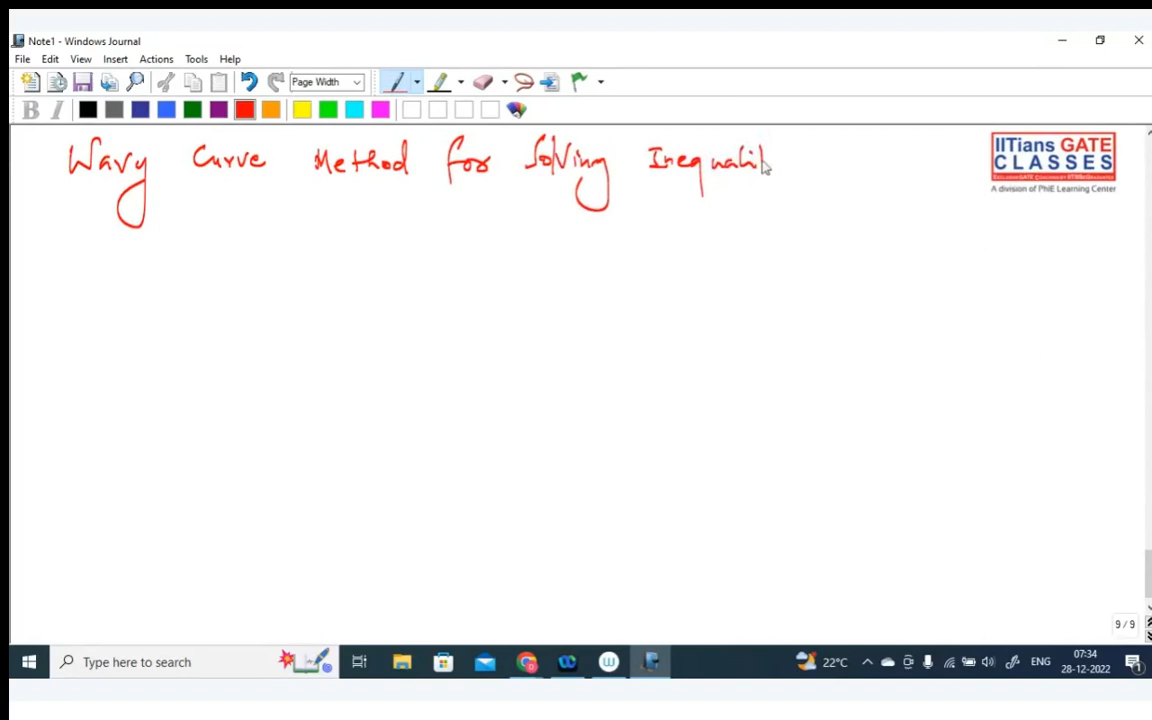 Note1 - Windows Journal
File Edit View Insert Actions Tools Help
Page Width
B I
Wavy Curve Method for Solving Inequalit
IITians GATE
CLASSES
A division of PhIE Learning Center
9 / 9
Type here to search
22°C
ENG
07:34
28-12-2022
1